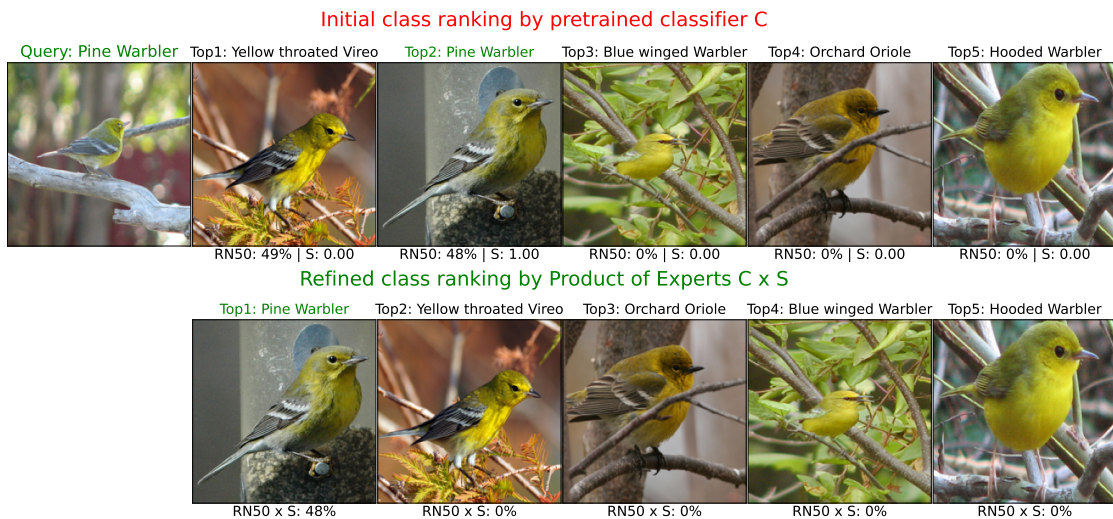 Initial class ranking by pretrained classifier C
Query: Pine Warbler
Top1: Yellow throated Vireo
Top2: Pine Warbler
Top3: Blue winged Warbler
Top4: Orchard Oriole
Top5: Hooded Warbler
RN50: 49% | S: 0.00
RN50: 48% | S: 1.00
RN50: 0% | S: 0.00
RN50: 0% | S: 0.00
RN50: 0% | S: 0.00
Refined class ranking by Product of Experts C x S
Top1: Pine Warbler
Top2: Yellow throated Vireo
Top3: Orchard Oriole
Top4: Blue winged Warbler
Top5: Hooded Warbler
RN50 x S: 48%
RN50 x S: 0%
RN50 x S: 0%
RN50 x S: 0%
RN50 x S: 0%